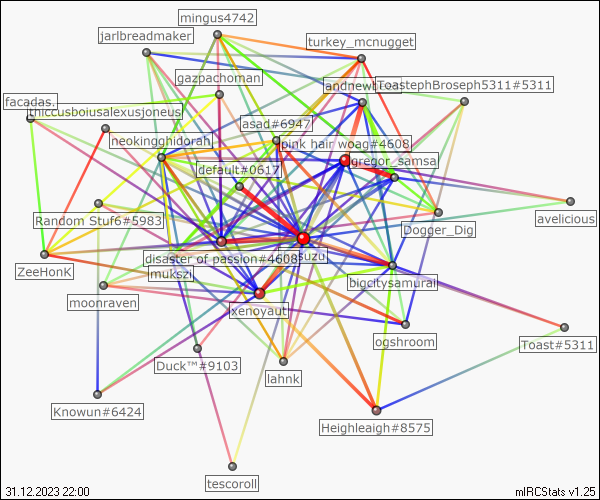 mingus4742
jarlbreadmaker
turkey_mcnugget
gazpachoman
ToastephBroseph5311#5311
facadas.
thiccusboiusalexusjoneus
asad#6947
neokingghidorah
pink hair woag#4608
gregor_samsa
default#0617
Random Stuf6#5983
avelicious
Dogger_Dig
suzu
disaster of passion#4608
ZeeHonK
mukszi
bigcitysamurai
moonraven
xenoyaut
ogshroom
Toast#5311
Duck™#9103
lahnk
Knowun#6424
Heighleaigh#8575
tescoroll
31.12.2023 22:00
mIRCStats v1.25